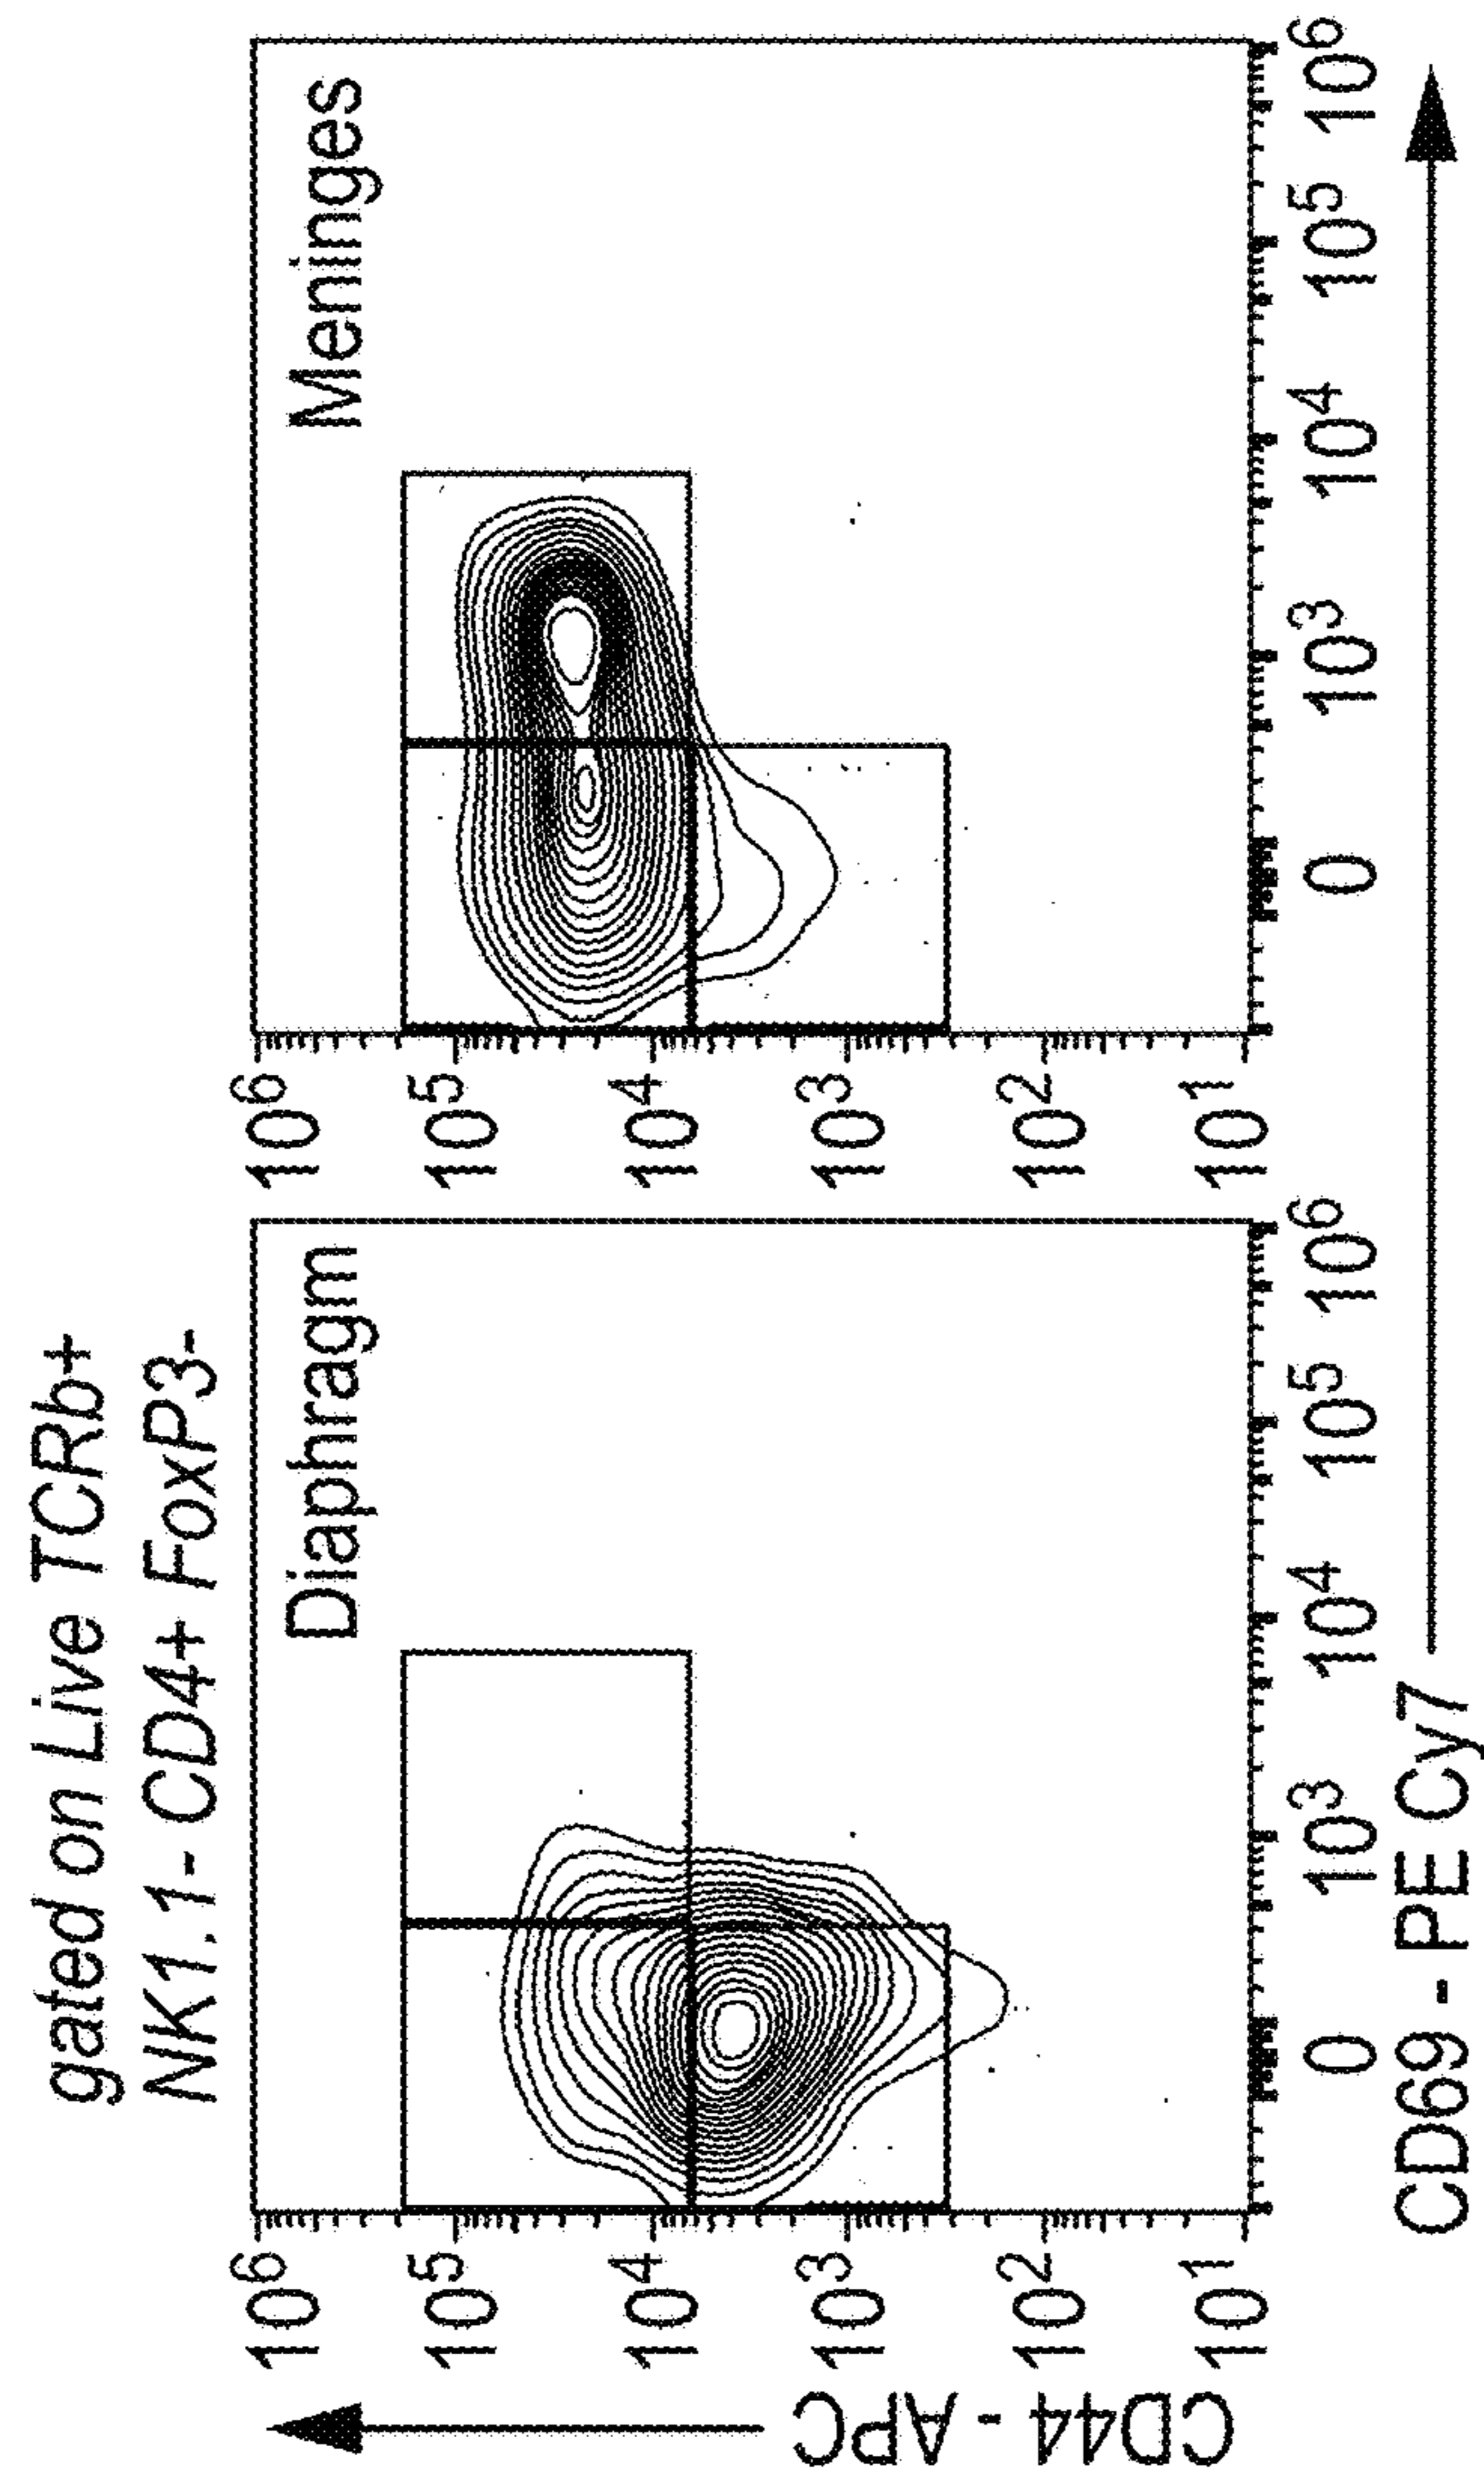 gated on Live TCRb+
NK1.1- CD4+ FoxP3-
CD44 - APC
10⁶
10⁵
10⁴
10³
10²
10¹
Diaphragm
0 10³ 10⁴ 10⁵ 10⁶
10⁶
10⁵
10⁴
10³
10²
10¹
Meninges
0 10³ 10⁴ 10⁵ 10⁶
CD69 - PE Cy7